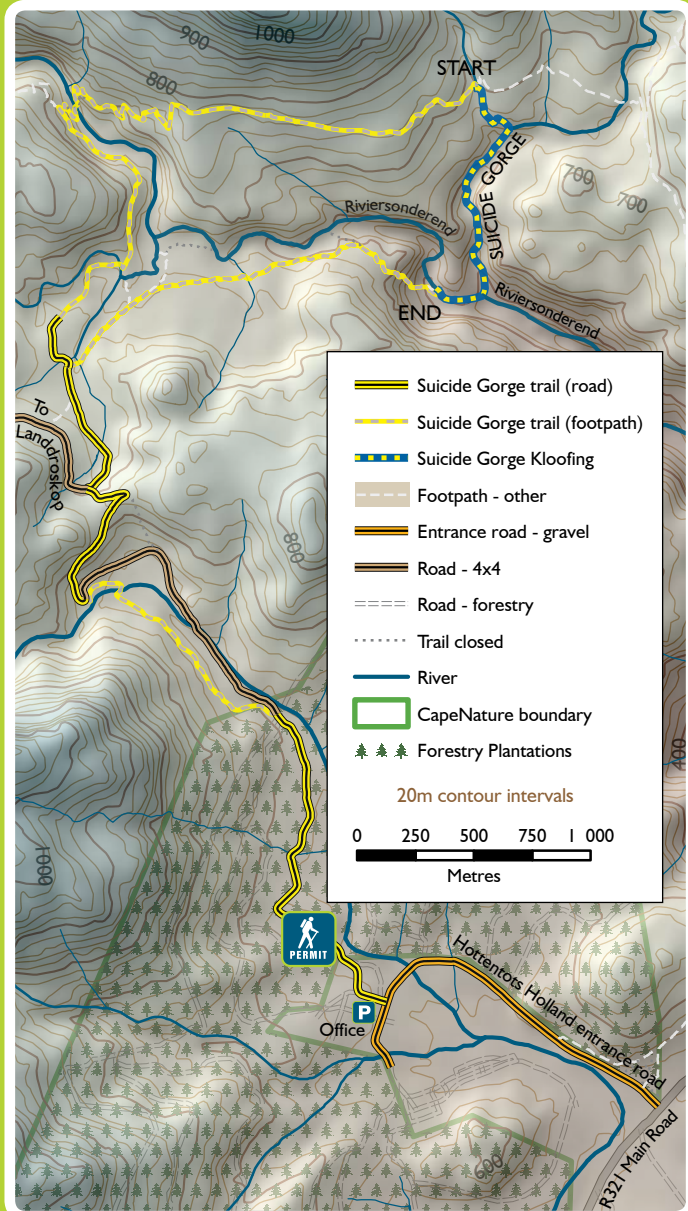 900
1000
START
800
SUICIDE GORGE
700
700
Riviersonderend
END
Riviersonderend
To
Landdroskop
800
Suicide Gorge trail (road)
Suicide Gorge trail (footpath)
Suicide Gorge Kloofing
Footpath - other
Entrance road - gravel
Road - 4x4
Road - forestry
Trail closed
River
CapeNature boundary
Forestry Plantations
20m contour intervals
0 250 500 750 1 000
Metres
400
1000
PERMIT
P
Office
Hottentots Holland entrance road
R321 Main Road
600